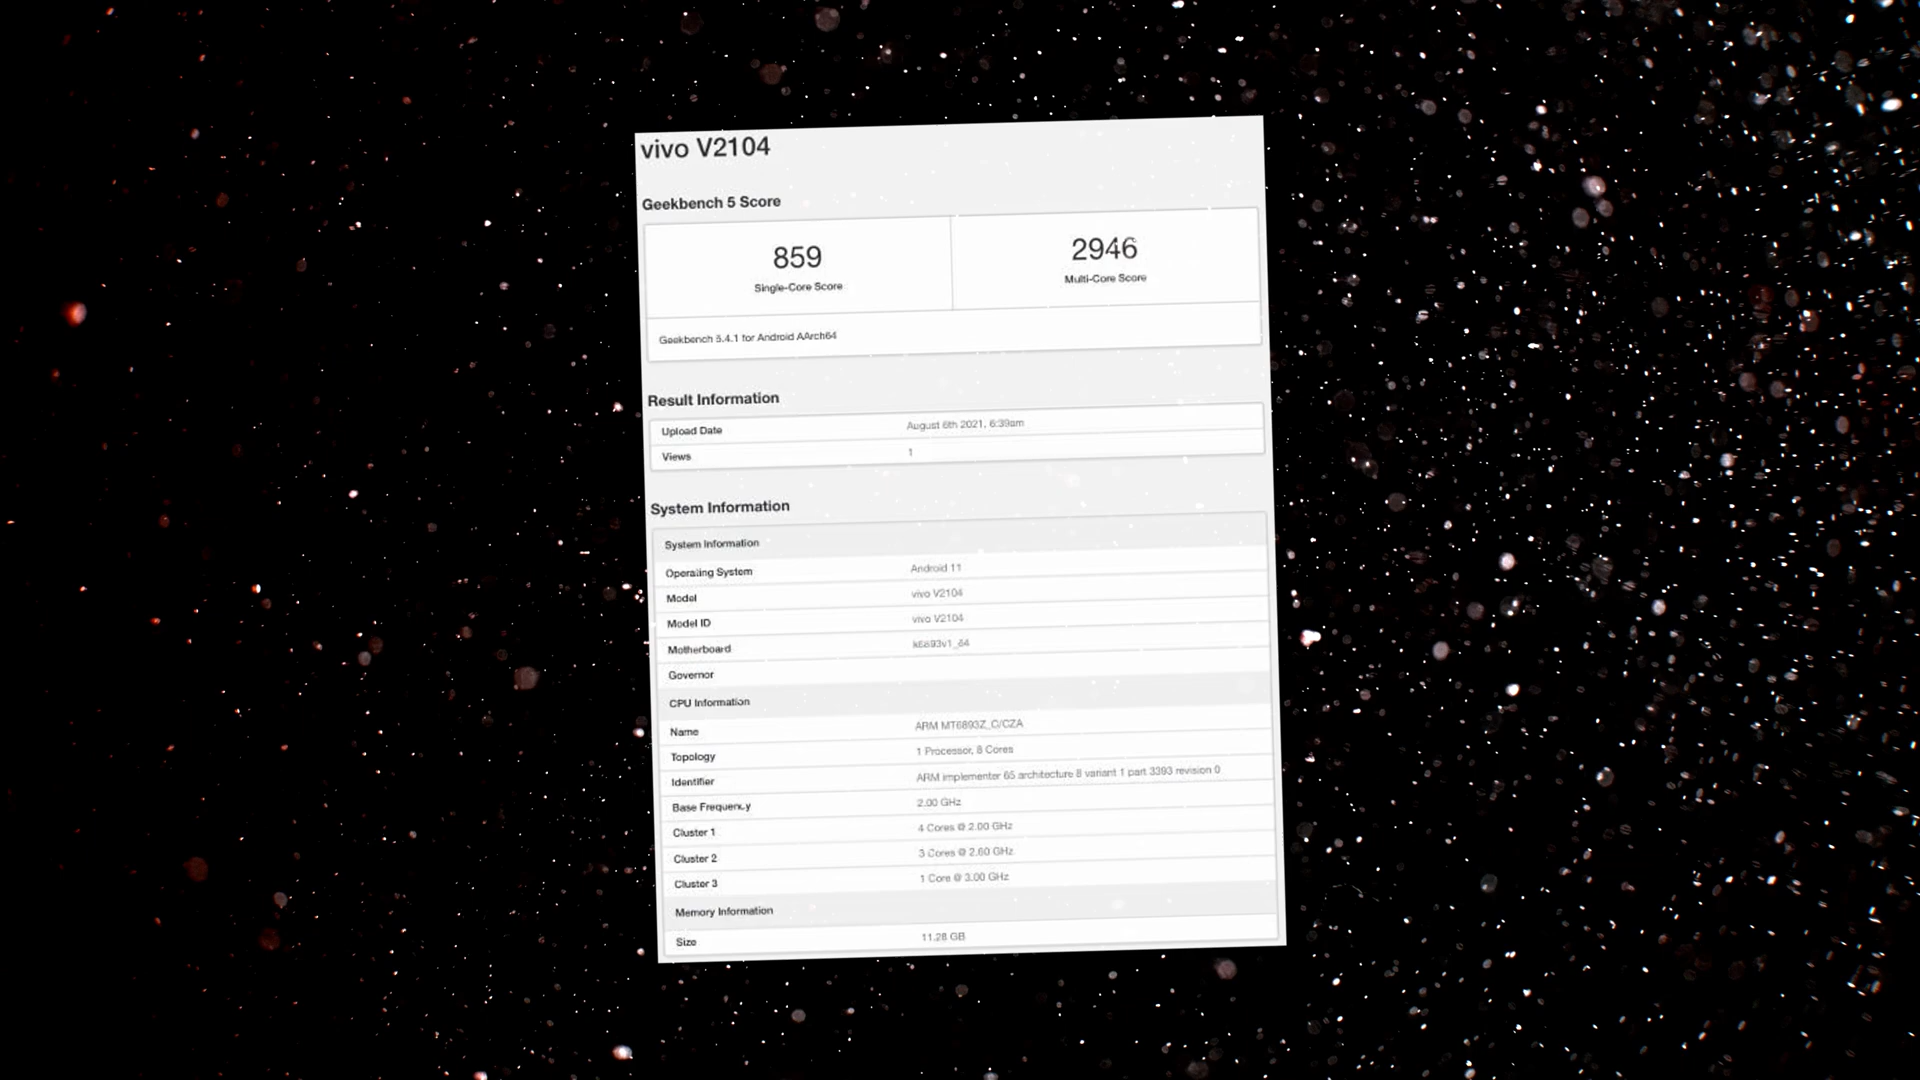 vivo V2104
Geekbench 5 Score
859
Single-Core Score
2946
Multi-Core Score
Geekbench 5.4.1 for Android AArch64
Result Information
Upload Date August 6th 2021, 6:39am
Views 1
System Information
System Information
Operating System Android 11
Model vivo V2104
Model ID vivo V2104
Motherboard k6893v1_64
Governor
CPU Information
Name ARM MT6893Z_C/CZA
Topology 1 Processor, 8 Cores
Identifier ARM implementer 65 architecture 8 variant 1 part 3393 revision 0
Base Frequency 2.00 GHz
Cluster 1 4 Cores @ 2.00 GHz
Cluster 2 3 Cores @ 2.60 GHz
Cluster 3 1 Core @ 3.00 GHz
Memory Information
Size 11.28 GB